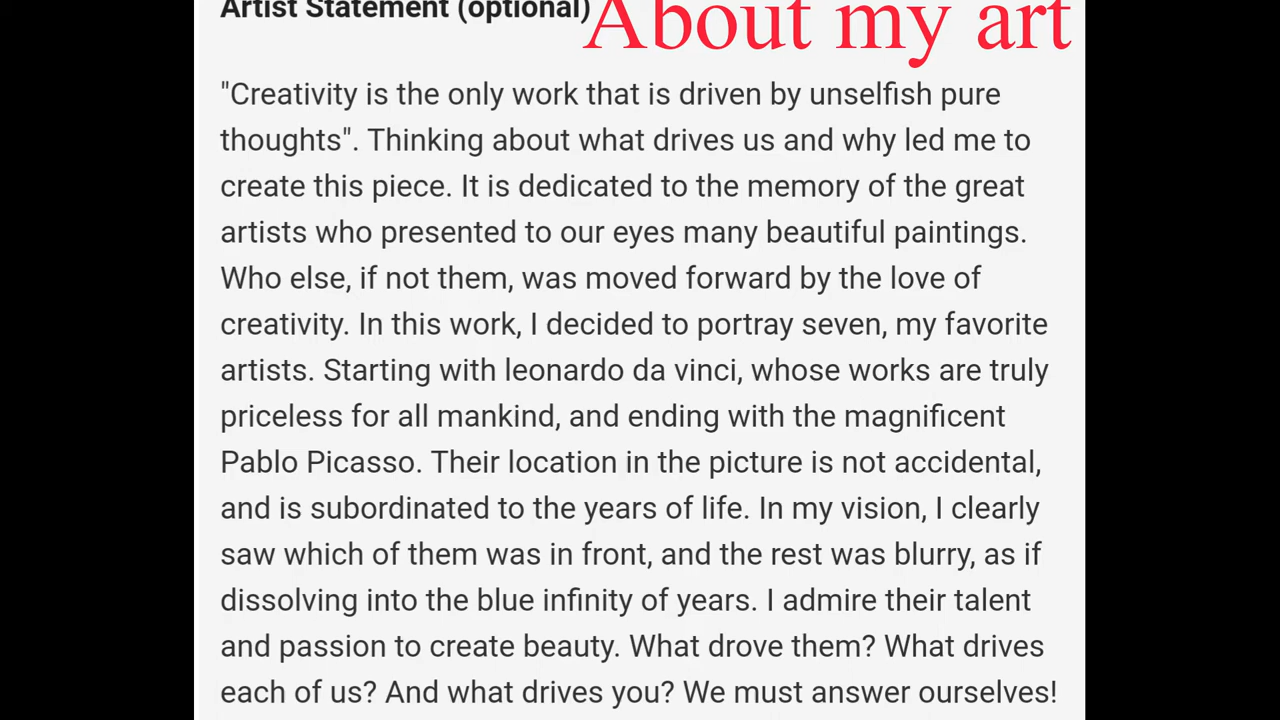 Artist Statement (optional)
About my art
"Creativity is the only work that is driven by unselfish pure
thoughts". Thinking about what drives us and why led me to
create this piece. It is dedicated to the memory of the great
artists who presented to our eyes many beautiful paintings.
Who else, if not them, was moved forward by the love of
creativity. In this work, I decided to portray seven, my favorite
artists. Starting with leonardo da vinci, whose works are truly
priceless for all mankind, and ending with the magnificent
Pablo Picasso. Their location in the picture is not accidental,
and is subordinated to the years of life. In my vision, I clearly
saw which of them was in front, and the rest was blurry, as if
dissolving into the blue infinity of years. I admire their talent
and passion to create beauty. What drove them? What drives
each of us? And what drives you? We must answer ourselves!